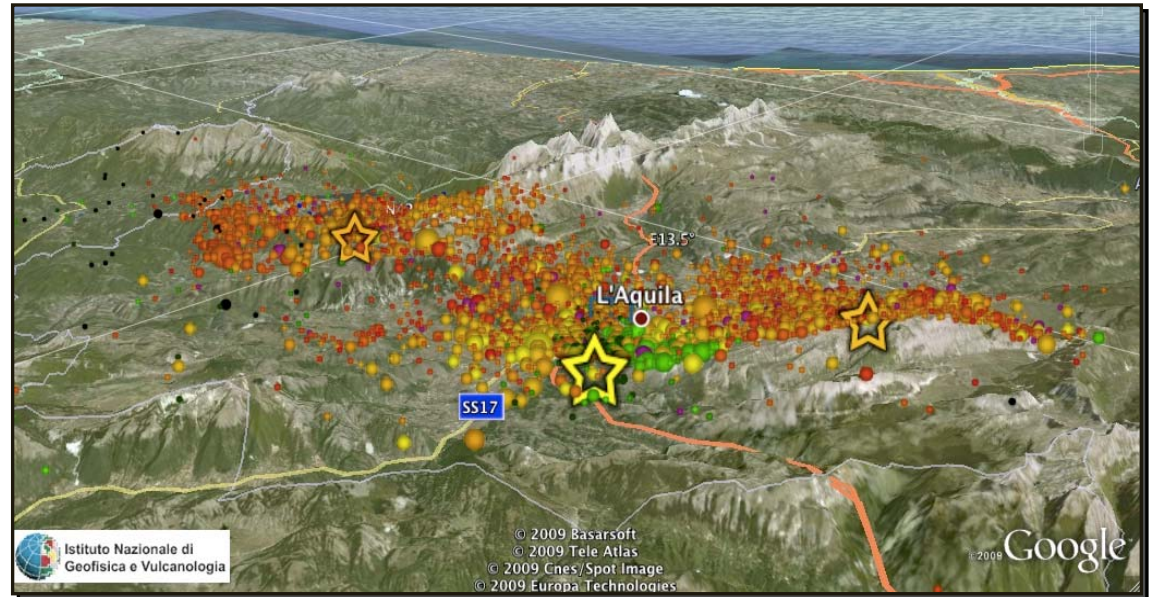 E13.5°
L'Aquila
SS17
Istituto Nazionale di
Geofisica e Vulcanologia
© 2009 Basarsoft
© 2009 Tele Atlas
© 2009 Cnes/Spot Image
© 2009 Europa Technologies
©2009 Google